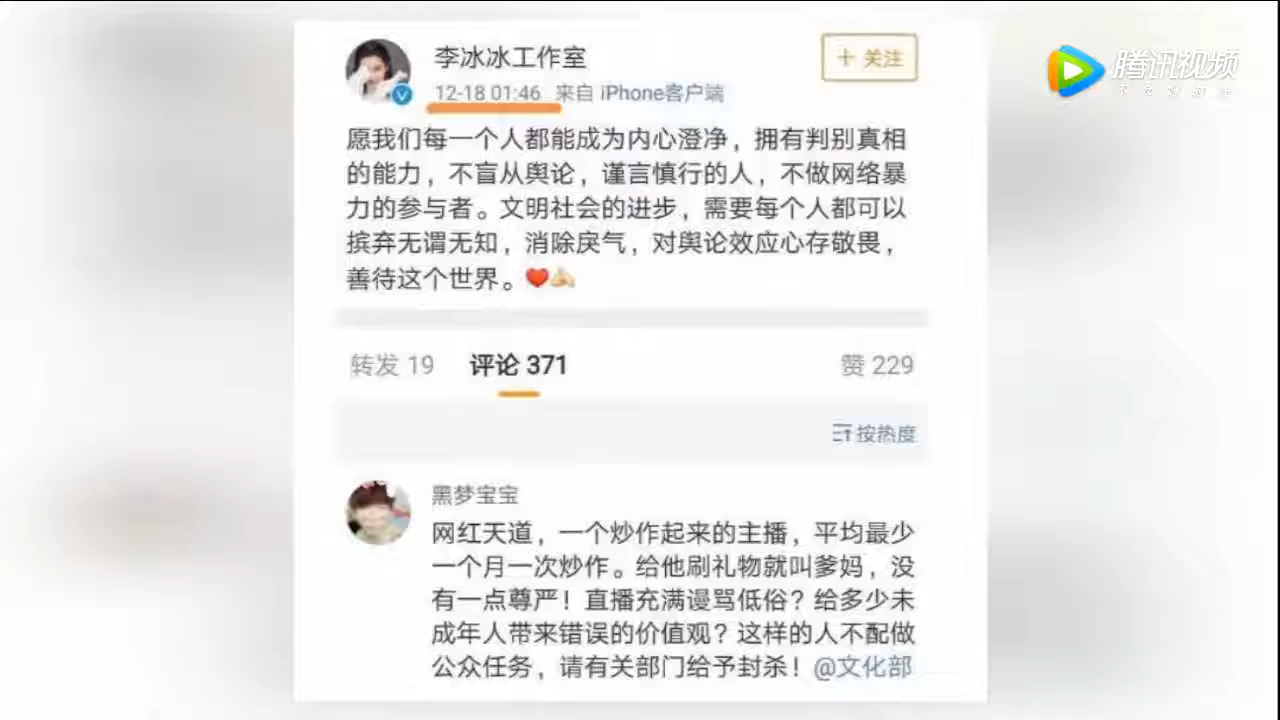 李冰冰工作室
+ 关注
12-18 01:46 来自 iPhone客户端
腾讯视频
愿我们每一个人都能成为内心澄净，拥有判别真相
的能力，不盲从舆论，谨言慎行的人，不做网络暴
力的参与者。文明社会的进步，需要每个人都可以
摈弃无谓无知，消除戾气，对舆论效应心存敬畏，
善待这个世界。❤️🙏
转发 19 评论 371 赞 229
按热度
黑梦宝宝
网红天道，一个炒作起来的主播，平均最少
一个月一次炒作。给他刷礼物就叫爹妈，没
有一点尊严！直播充满谩骂低俗？给多少未
成年人带来错误的价值观？这样的人不配做
公众任务，请有关部门给予封杀！@文化部